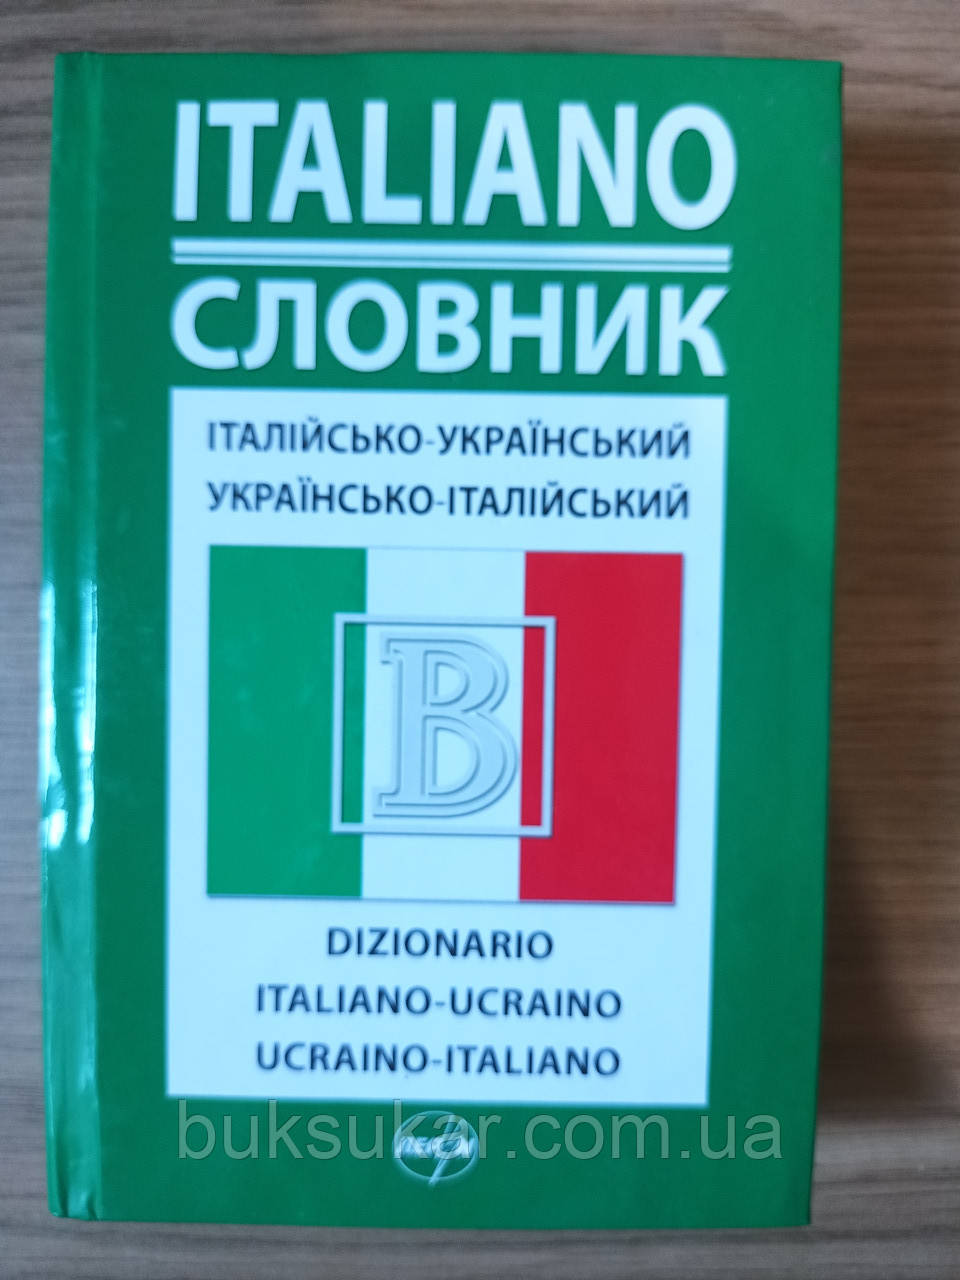 ITALIANO
СЛОВНИК
ІТАЛІЙСЬКО-УКРАЇНСЬКИЙ
УКРАЇНСЬКО-ІТАЛІЙСЬКИЙ
B
DIZIONARIO
ITALIANO-UCRAINO
UCRAINO-ITALIANO
buksukar.com.ua